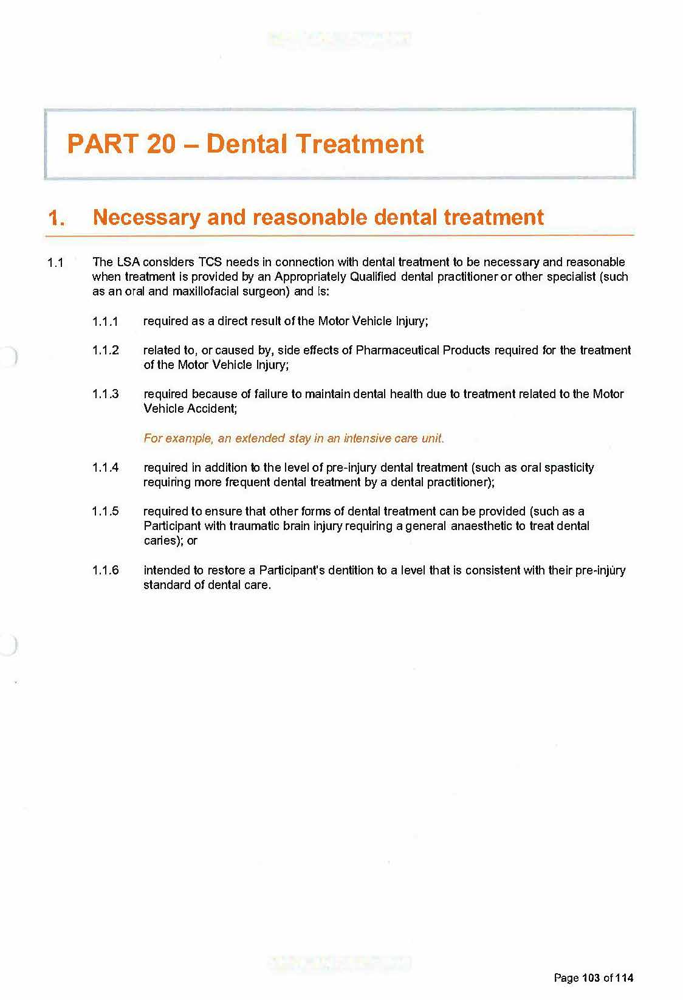 PART 20 – Dental Treatment
1. Necessary and reasonable dental treatment
1.1 The LSA considers TCS needs in connection with dental treatment to be necessary and reasonable
when treatment is provided by an Appropriately Qualified dental practitioner or other specialist (such
as an oral and maxillofacial surgeon) and is:
1.1.1 required as a direct result of the Motor Vehicle Injury;
1.1.2 related to, or caused by, side effects of Pharmaceutical Products required for the treatment
of the Motor Vehicle Injury;
1.1.3 required because of failure to maintain dental health due to treatment related to the Motor
Vehicle Accident;
For example, an extended stay in an intensive care unit.
1.1.4 required in addition to the level of pre-injury dental treatment (such as oral spasticity
requiring more frequent dental treatment by a dental practitioner);
1.1.5 required to ensure that other forms of dental treatment can be provided (such as a
Participant with traumatic brain injury requiring a general anaesthetic to treat dental
caries); or
1.1.6 intended to restore a Participant's dentition to a level that is consistent with their pre-injury
standard of dental care.
Page 103 of 114